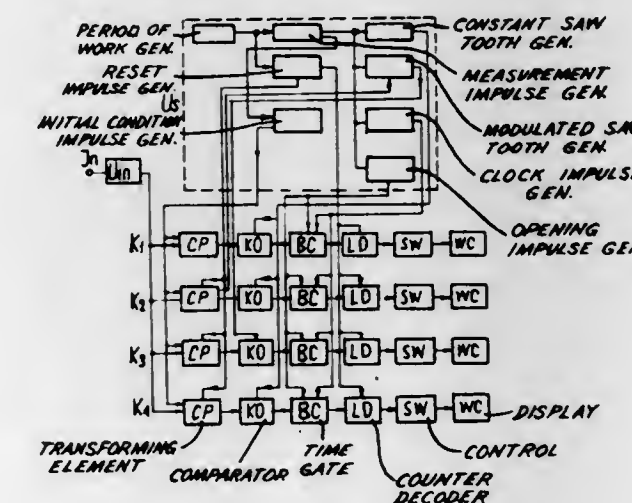 PERIOD OF
WORK GEN.
CONSTANT SAW
TOOTH GEN.
RESET
IMPULSE GEN.
MEASUREMENT
IMPULSE GEN.
Us
INITIAL CONDITION
IMPULSE GEN.
MODULATED SAW
TOOTH GEN.
Jn
Uin
CLOCK IMPULSE
GEN.
OPENING
IMPULSE GEN
K1 CP KO BC LD SW WC
K2 CP KO BC LD SW WC
K3 CP KO BC LD SW WC
K4 CP KO BC LD SW WC
DISPLAY
TRANSFORMING
ELEMENT
COMPARATOR
TIME
GATE
COUNTER
DECODER
CONTROL